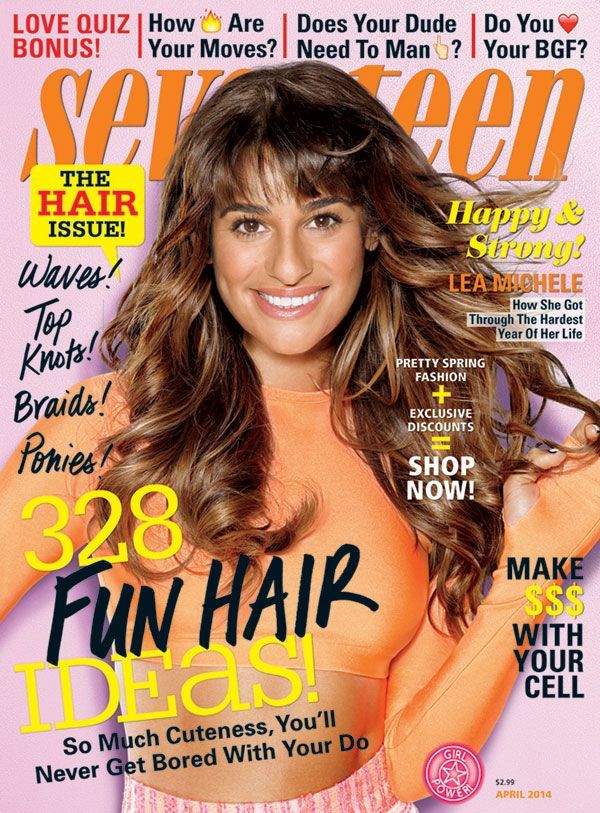 LOVE QUIZ
BONUS!
How 🔥 Are
Your Moves?
Does Your Dude
Need To Man 👆?
Do You ❤
Your BGF?
seventeen
THE
HAIR
ISSUE!
Waves!
Top
Knots!
Braids!
Ponies!
Happy &
Strong!
LEA MICHELE
How She Got
Through The Hardest
Year Of Her Life
PRETTY SPRING
FASHION
+
EXCLUSIVE
DISCOUNTS
=
SHOP
NOW!
328
FUN HAIR
IDEas!
So Much Cuteness, You'll
Never Get Bored With Your Do
MAKE
$$$
WITH
YOUR
CELL
GIRL
POWER!
$2.99
APRIL 2014